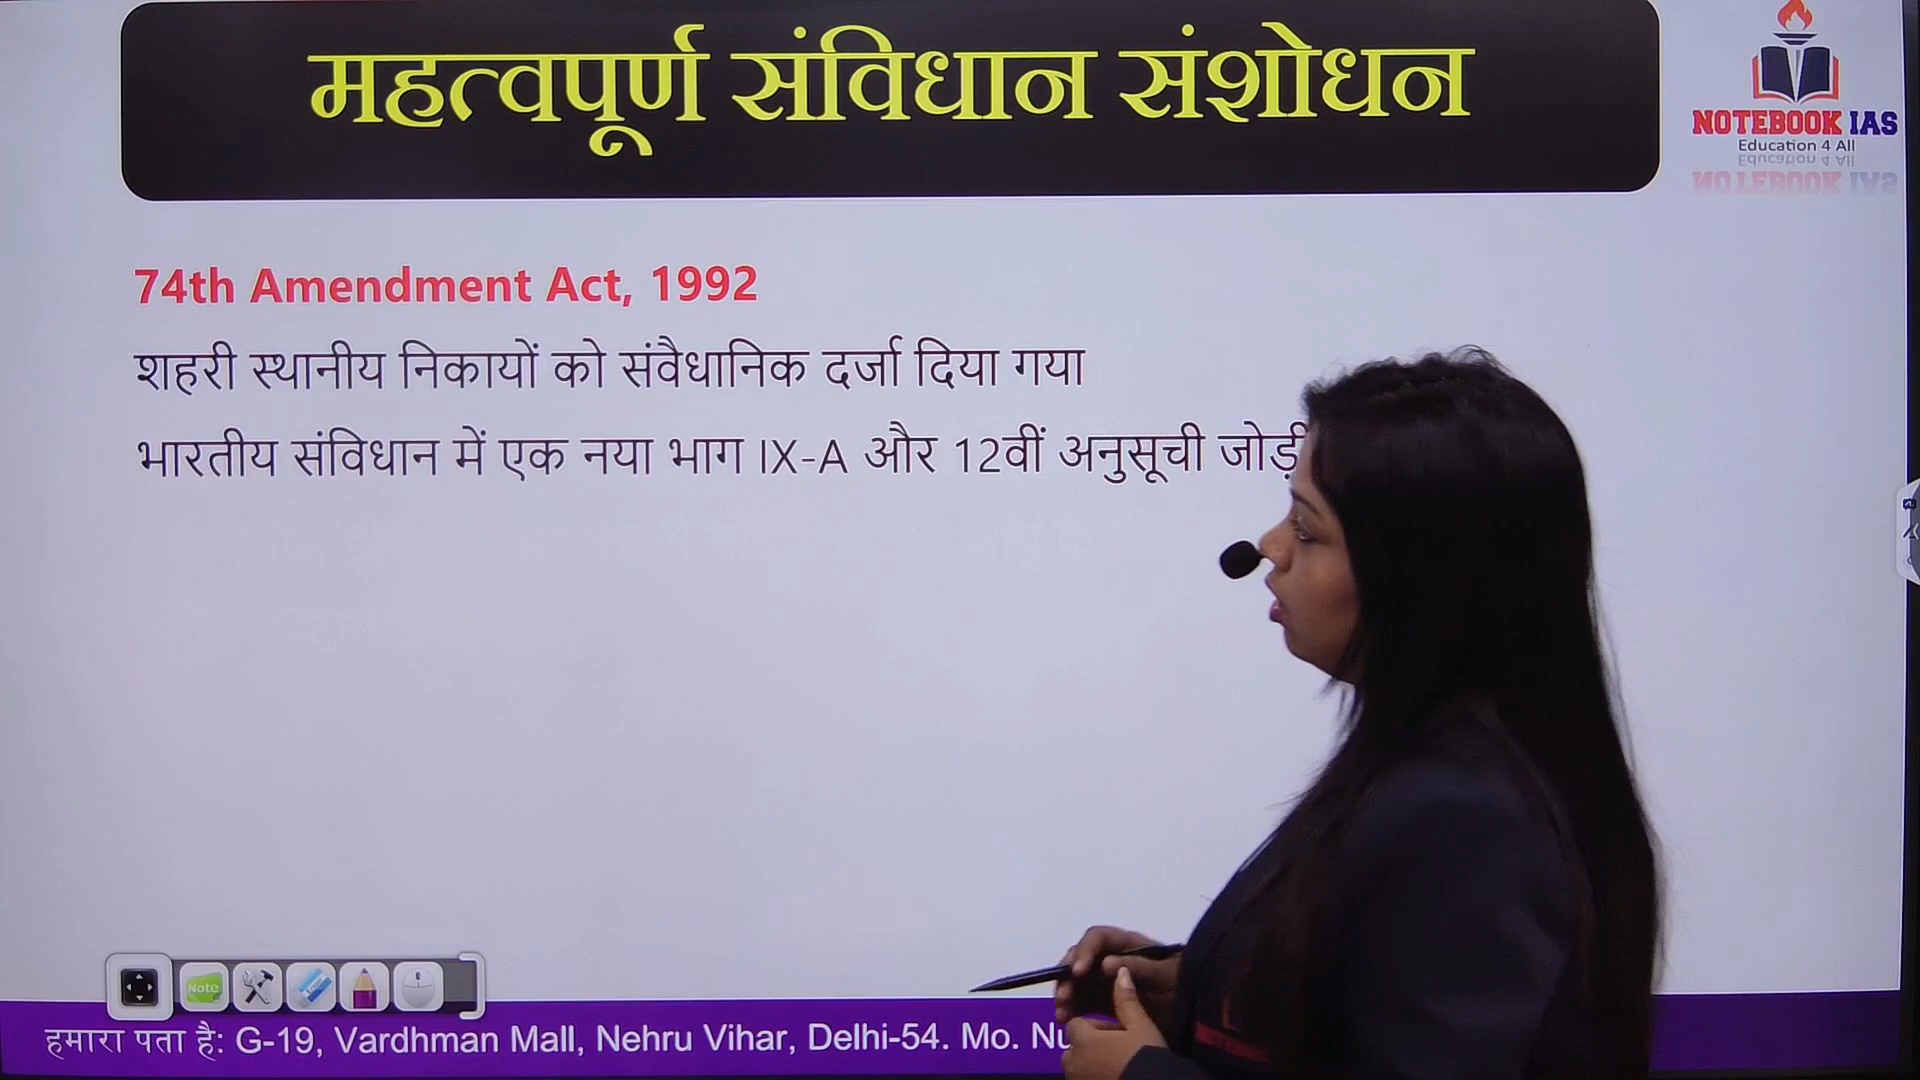 महत्वपूर्ण संविधान संशोधन
NOTEBOOK IAS
Education 4 All
74th Amendment Act, 1992
शहरी स्थानीय निकायों को संवैधानिक दर्जा दिया गया
भारतीय संविधान में एक नया भाग IX-A और 12वीं अनुसूची जोड़ी
Note
हमारा पता है: G-19, Vardhman Mall, Nehru Vihar, Delhi-54. Mo.